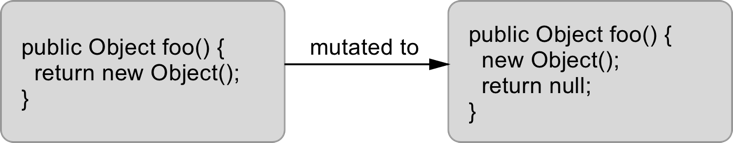 public Object foo() {
  return new Object();
}
mutated to
public Object foo() {
  new Object();
  return null;
}